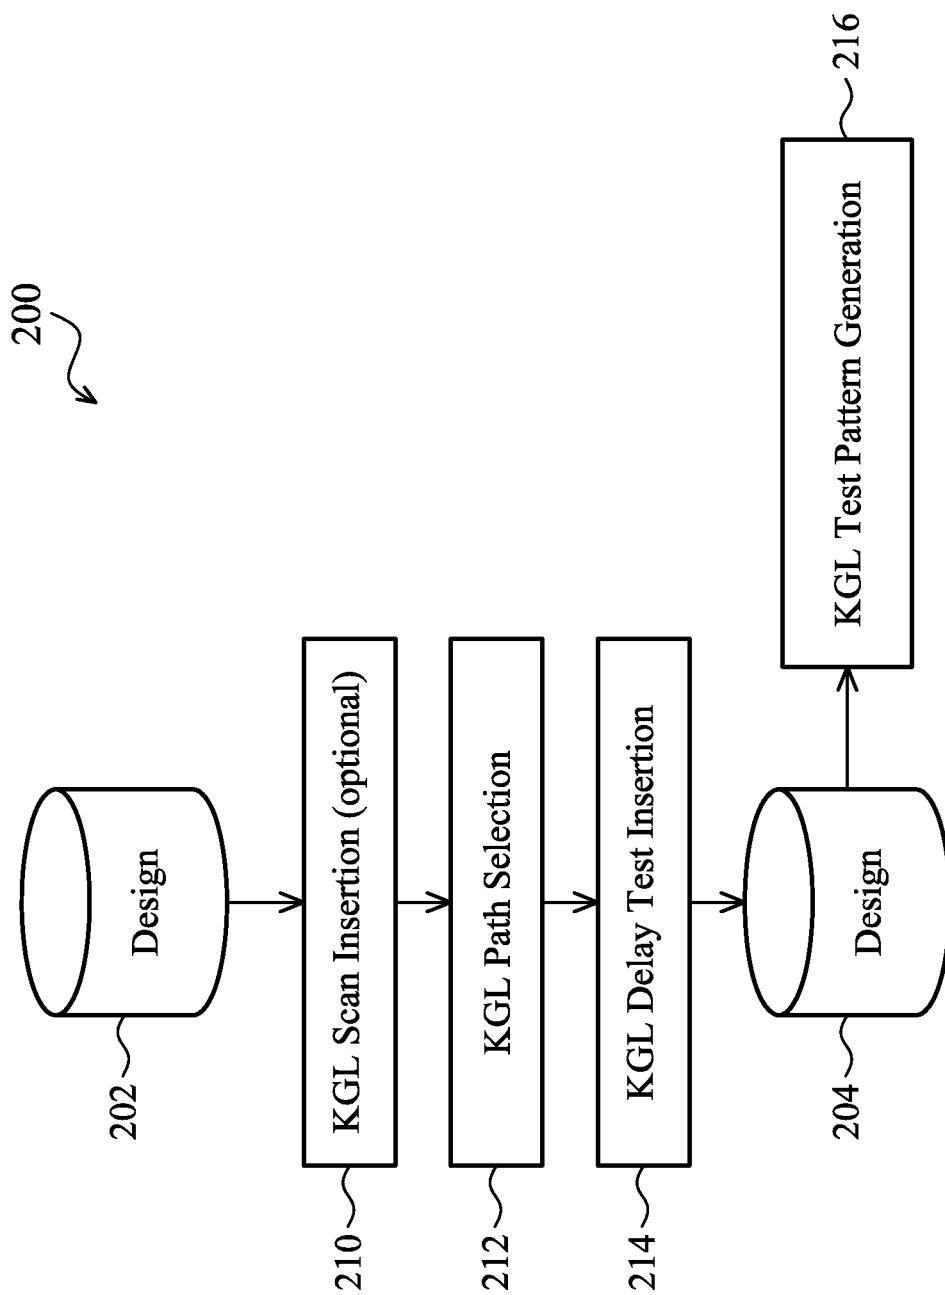 200
202
Design
210
KGL Scan Insertion (optional)
212
KGL Path Selection
214
KGL Delay Test Insertion
204
Design
KGL Test Pattern Generation
216